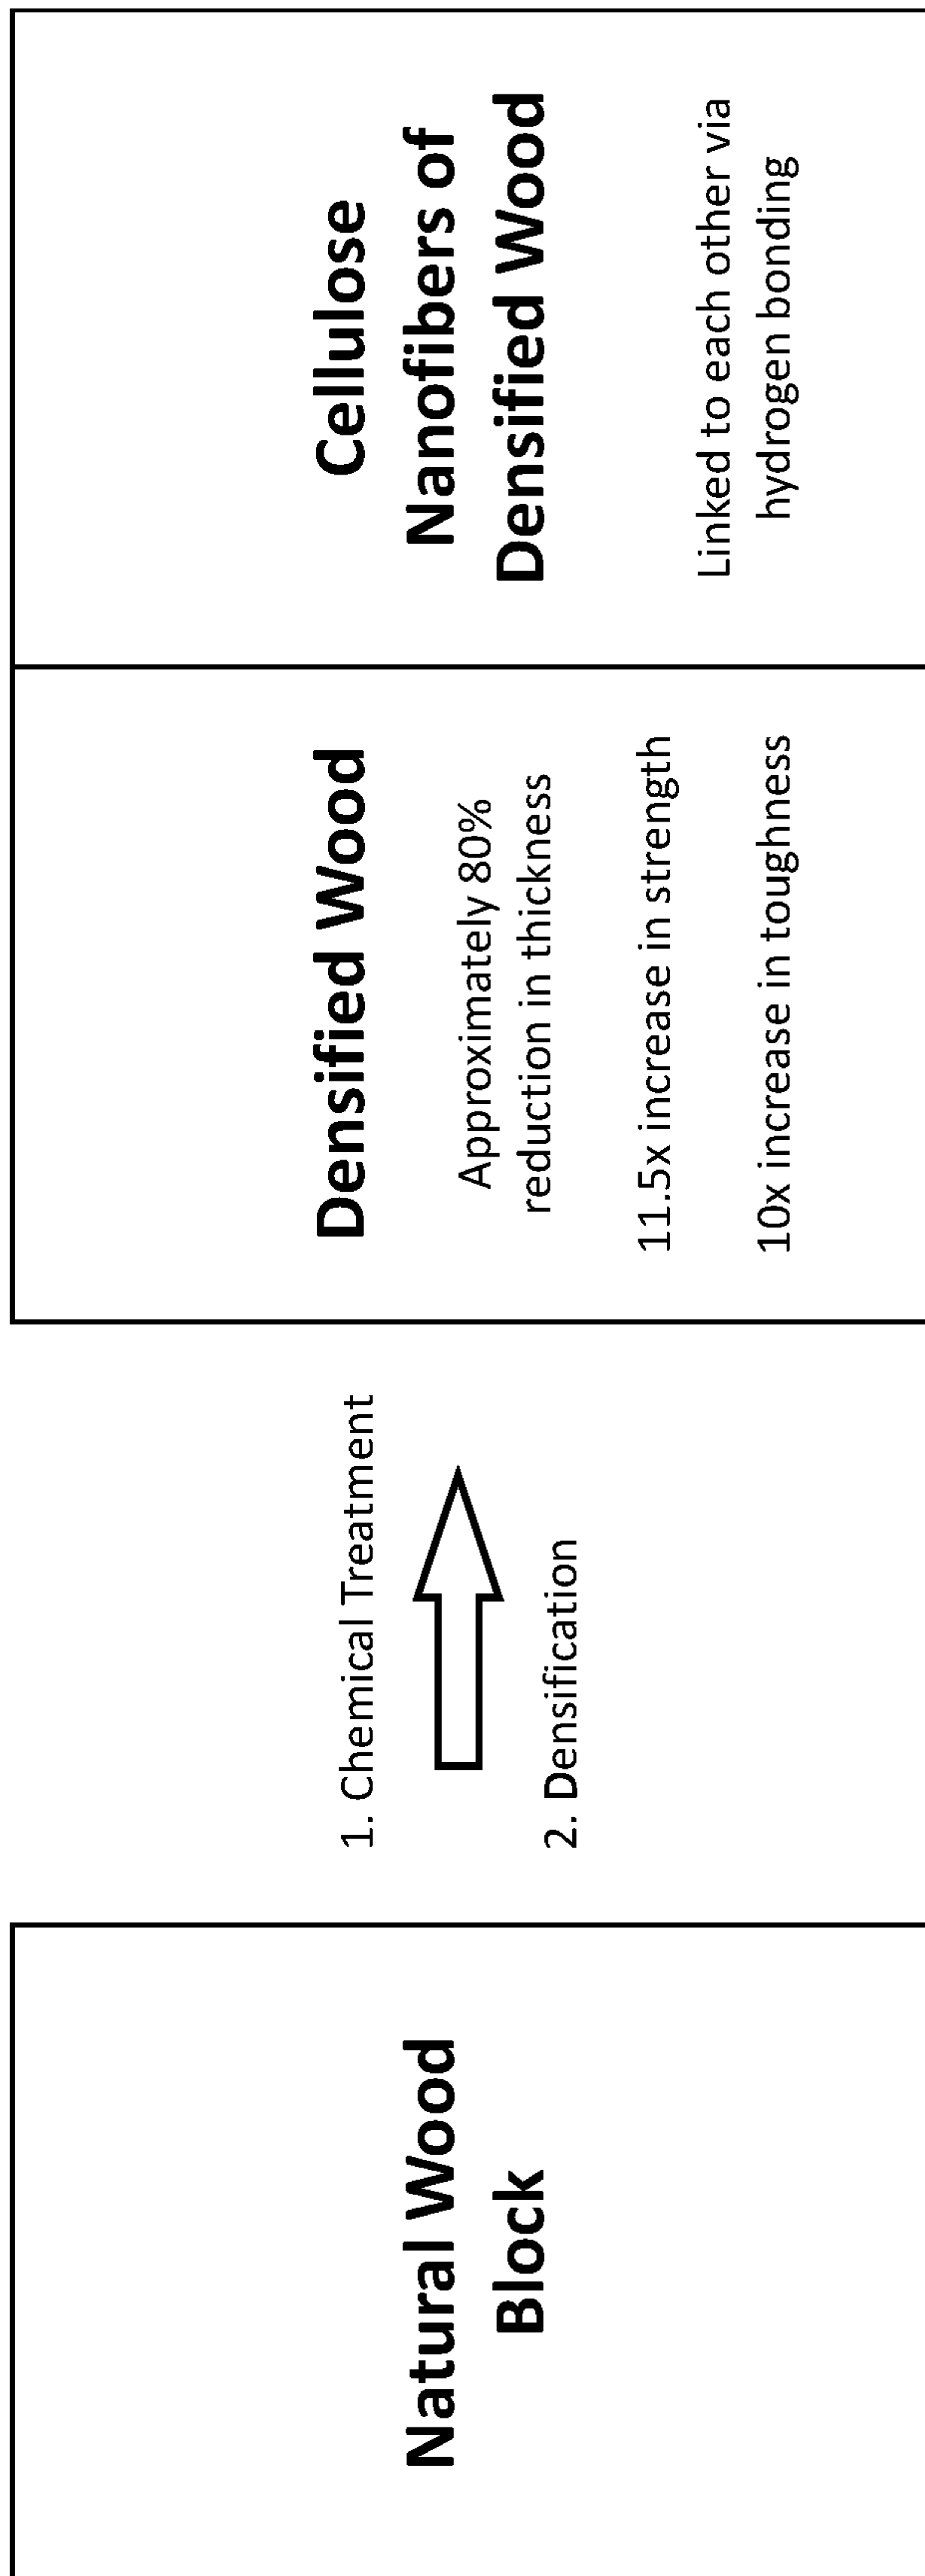 Natural Wood
Block
1. Chemical Treatment
2. Densification
Densified Wood
Approximately 80%
reduction in thickness
11.5x increase in strength
10x increase in toughness
Cellulose
Nanofibers of
Densified Wood
Linked to each other via
hydrogen bonding